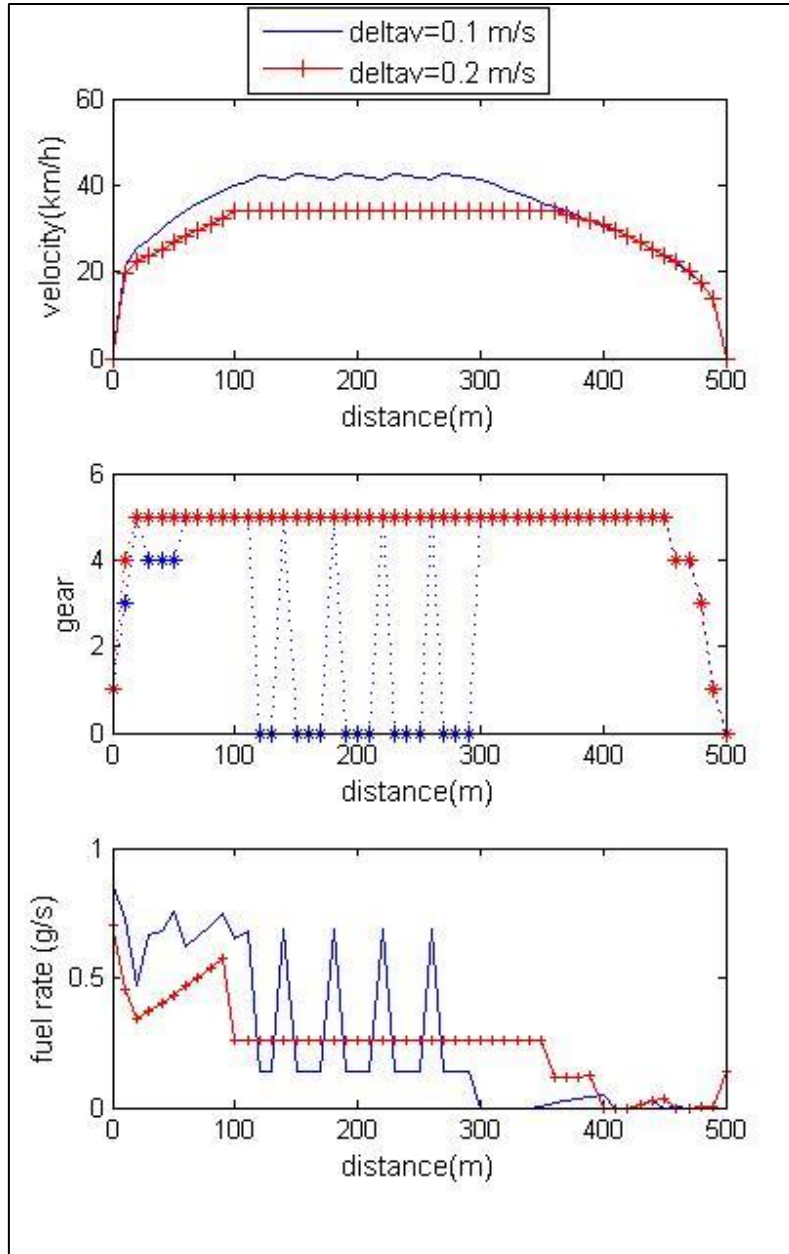 deltav=0.1 m/s
deltav=0.2 m/s
60
40
20
0
velocity(km/h)
0 100 200 300 400 500
distance(m)
6
4
2
0
gear
0 100 200 300 400 500
distance(m)
1
0.5
0
fuel rate (g/s)
0 100 200 300 400 500
distance(m)